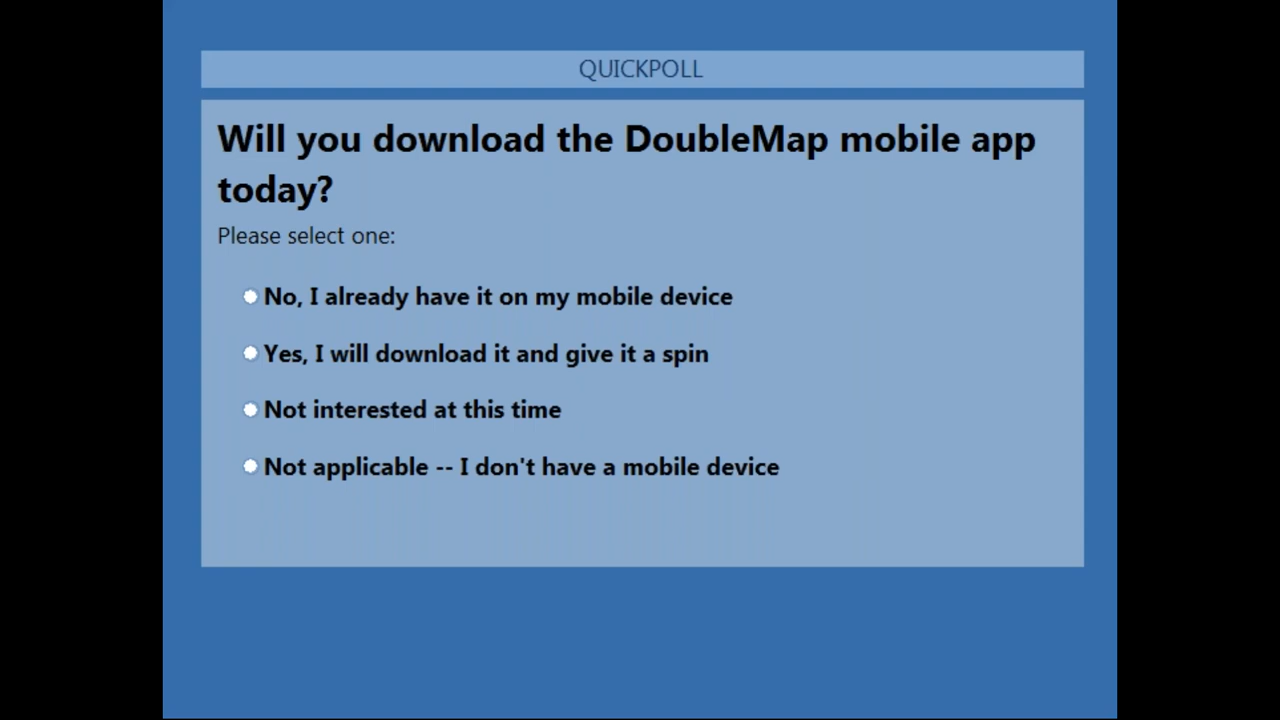 QUICKPOLL
Will you download the DoubleMap mobile app
today?
Please select one:
No, I already have it on my mobile device
Yes, I will download it and give it a spin
Not interested at this time
Not applicable -- I don't have a mobile device